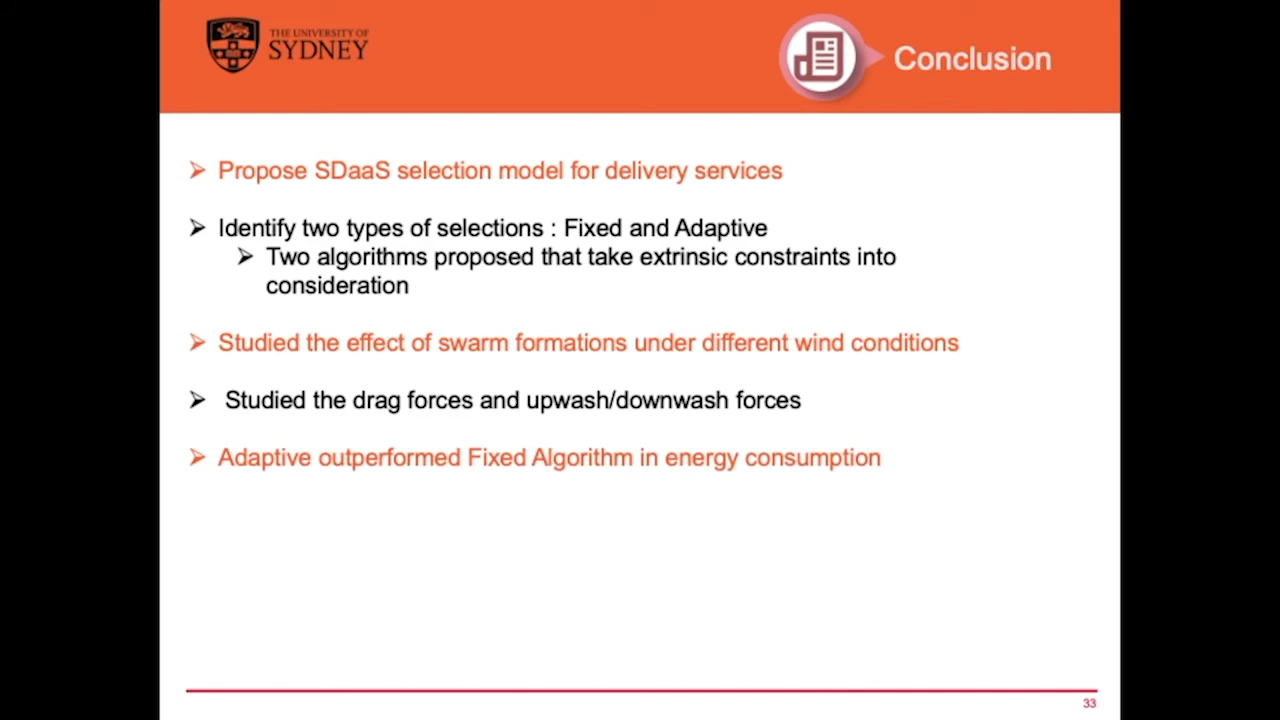 THE UNIVERSITY OF
SYDNEY
Conclusion
Propose SDaaS selection model for delivery services
Identify two types of selections : Fixed and Adaptive
Two algorithms proposed that take extrinsic constraints into
consideration
Studied the effect of swarm formations under different wind conditions
Studied the drag forces and upwash/downwash forces
Adaptive outperformed Fixed Algorithm in energy consumption
33